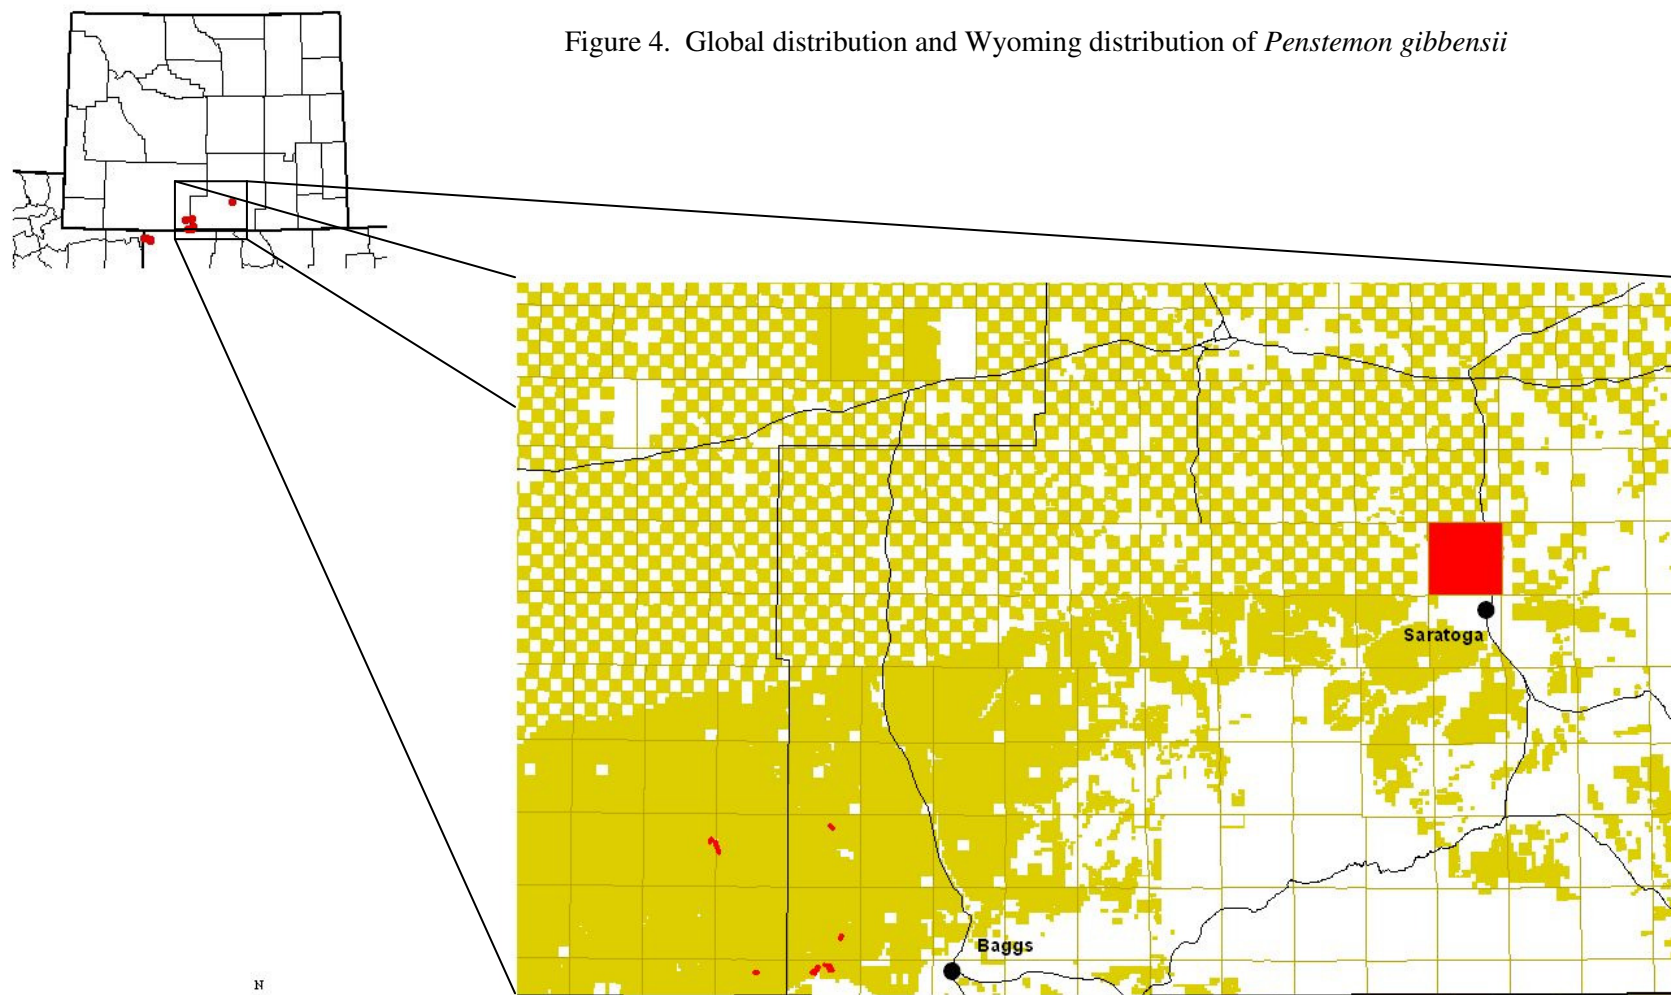 Figure 4.  Global distribution and Wyoming distribution of Penstemon gibbensii
Saratoga
Baggs
N